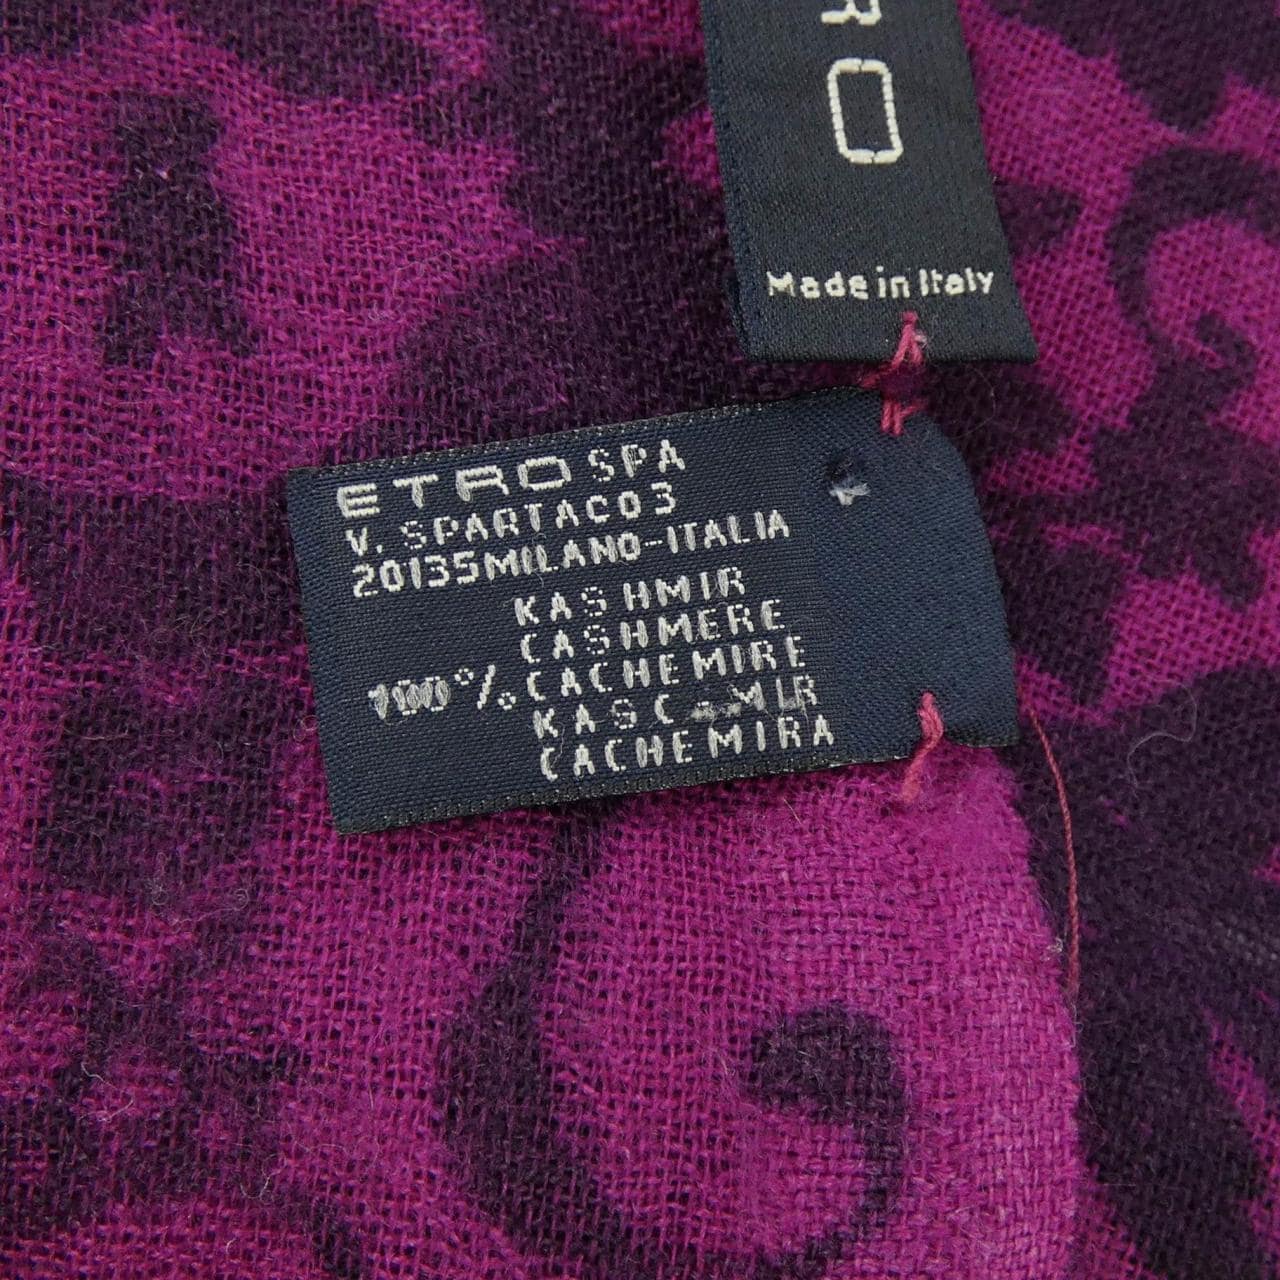 RO
Made in Italy
ETRO SPA
V. SPARTACO 3
20135 MILANO-ITALIA
KASHMIR
CASHMERE
100% CACHEMIRE
CACHEMIRA